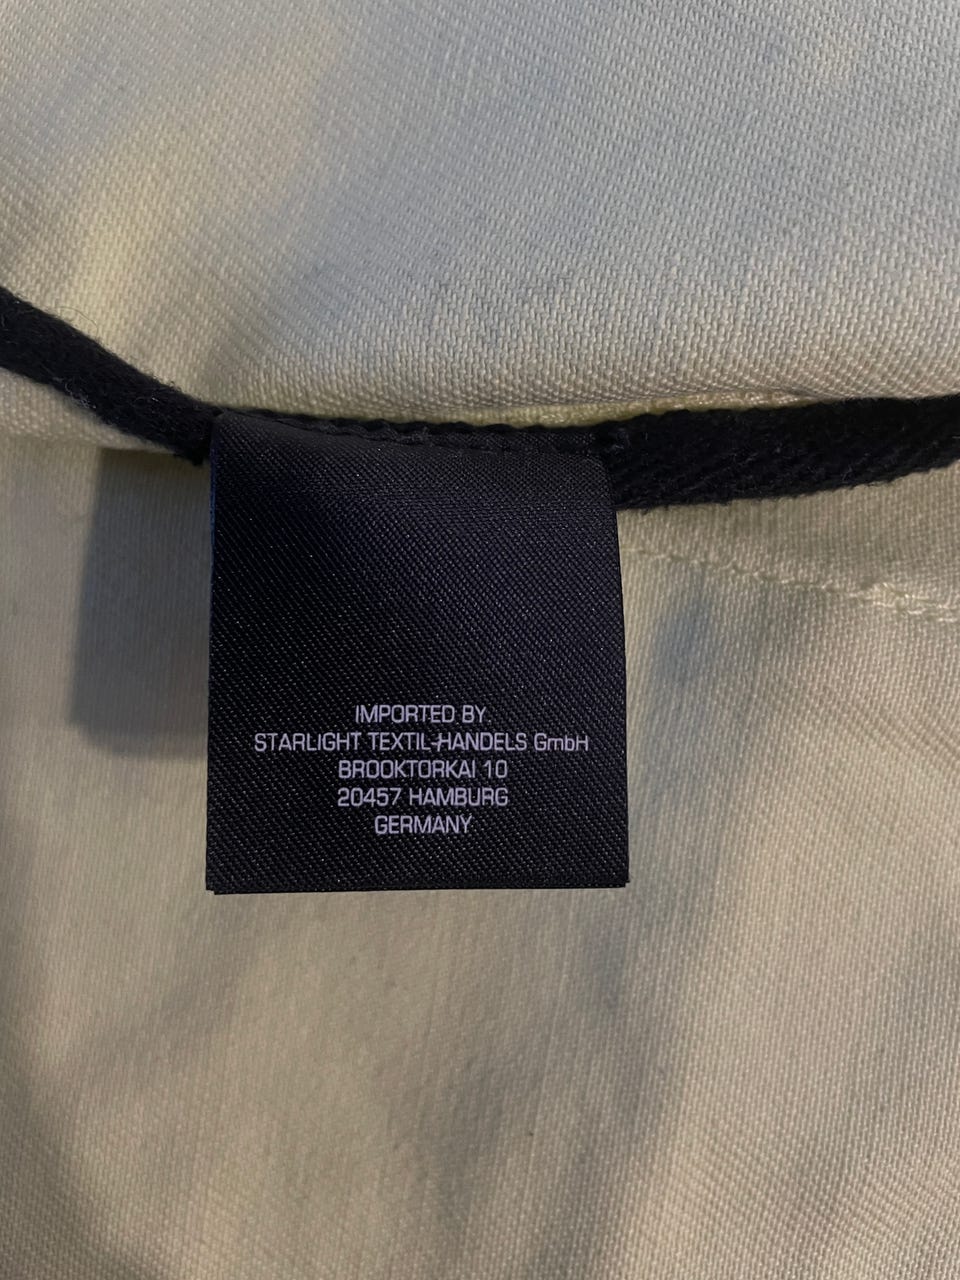 IMPORTED BY:
STARLIGHT TEXTIL-HANDELS GmbH
BROOKTORKAI 10
20457 HAMBURG
GERMANY